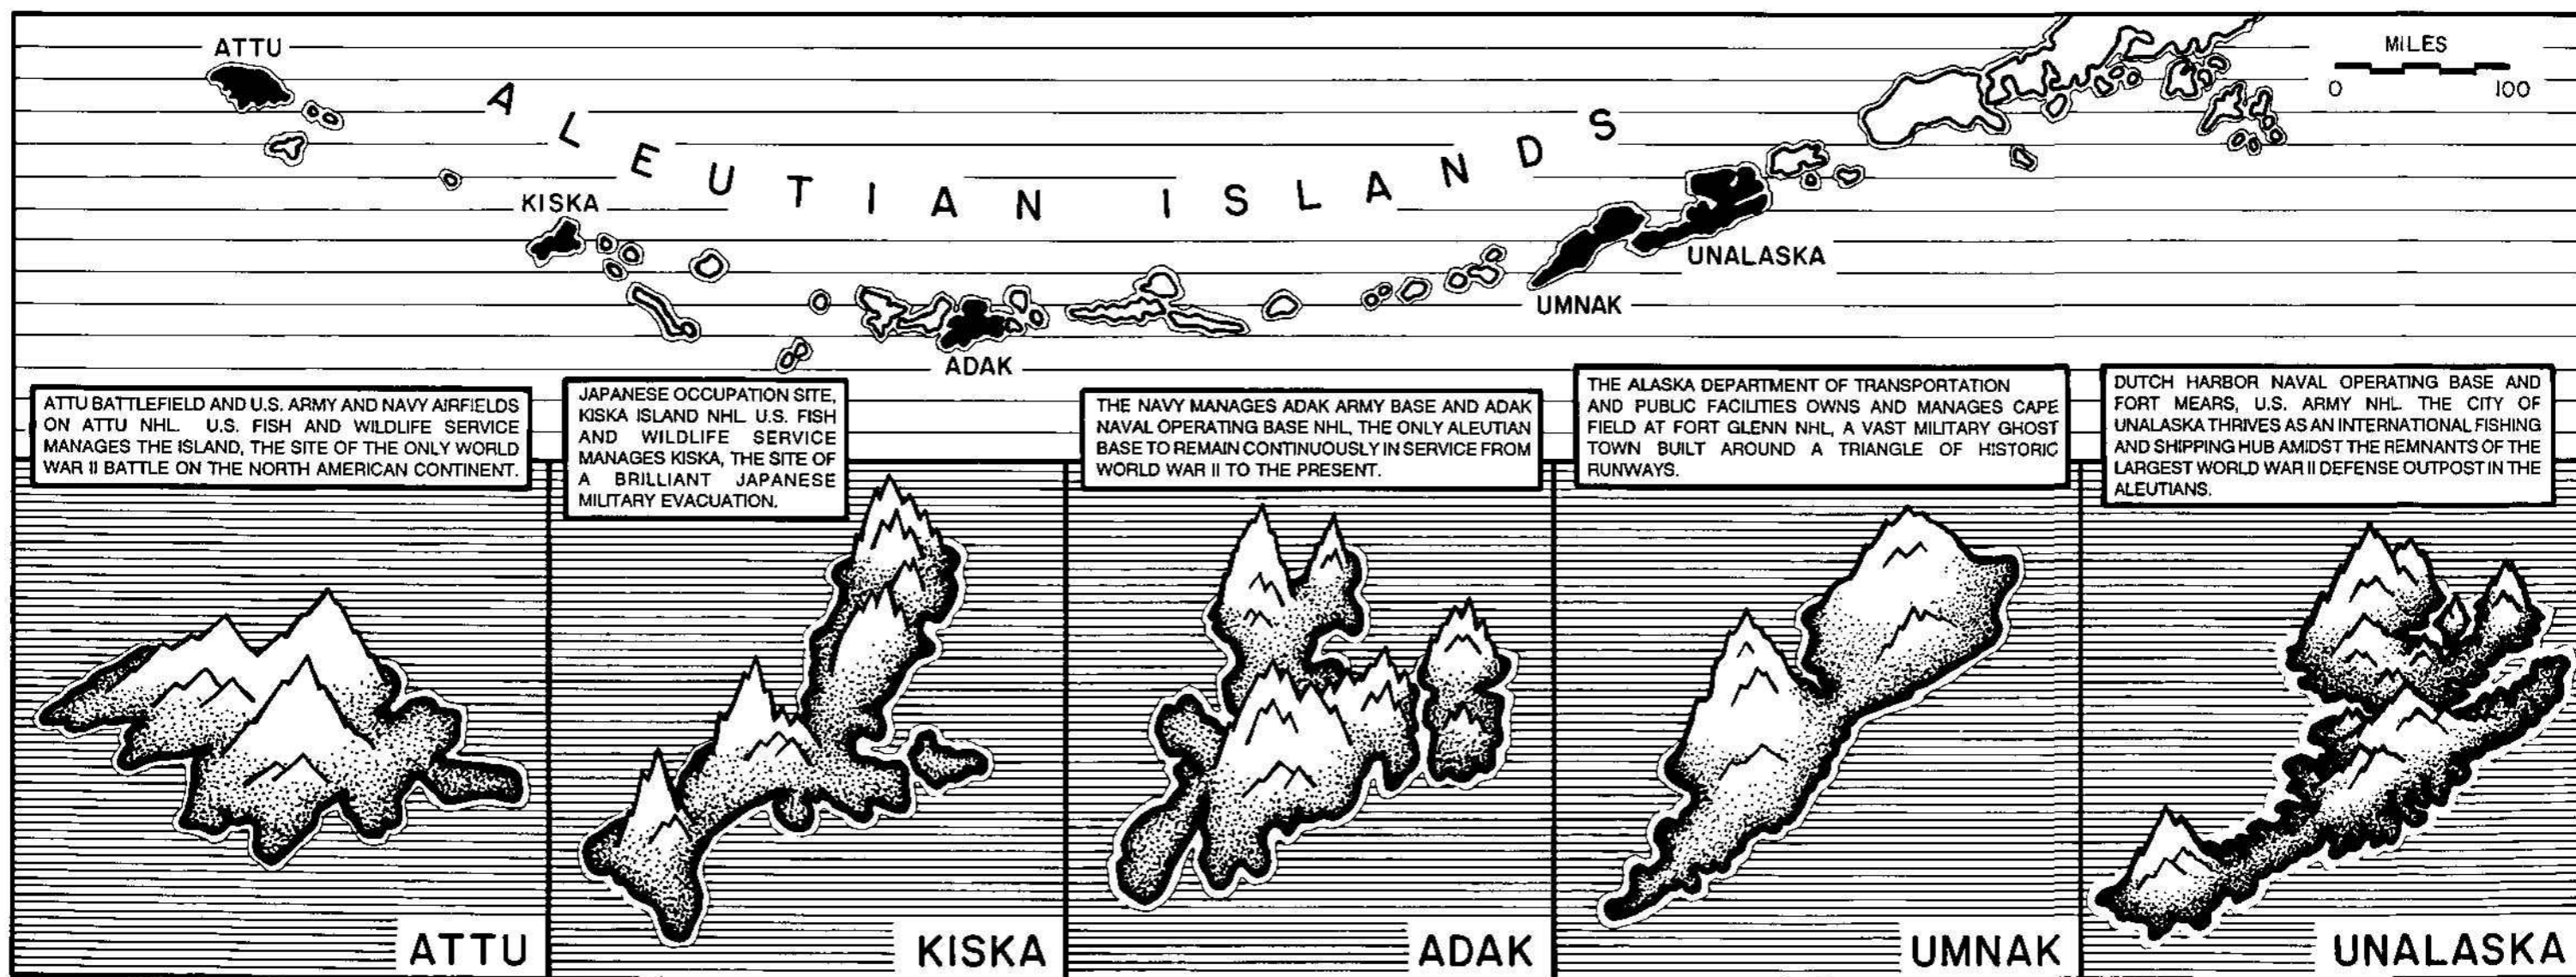 ATTU
ALEUTIAN ISLANDS
MILES
0 100
KISKA
UNALASKA
UMNAK
ADAK
ATTU BATTLEFIELD AND U.S. ARMY AND NAVY AIRFIELDS
ON ATTU NHL. U.S. FISH AND WILDLIFE SERVICE
MANAGES THE ISLAND, THE SITE OF THE ONLY WORLD
WAR II BATTLE ON THE NORTH AMERICAN CONTINENT.
JAPANESE OCCUPATION SITE,
KISKA ISLAND NHL. U.S. FISH
AND WILDLIFE SERVICE
MANAGES KISKA, THE SITE OF
A BRILLIANT JAPANESE
MILITARY EVACUATION.
THE NAVY MANAGES ADAK ARMY BASE AND ADAK
NAVAL OPERATING BASE NHL, THE ONLY ALEUTIAN
BASE TO REMAIN CONTINUOUSLY IN SERVICE FROM
WORLD WAR II TO THE PRESENT.
THE ALASKA DEPARTMENT OF TRANSPORTATION
AND PUBLIC FACILITIES OWNS AND MANAGES CAPE
FIELD AT FORT GLENN NHL, A VAST MILITARY GHOST
TOWN BUILT AROUND A TRIANGLE OF HISTORIC
RUNWAYS.
DUTCH HARBOR NAVAL OPERATING BASE AND
FORT MEARS, U.S. ARMY NHL. THE CITY OF
UNALASKA THRIVES AS AN INTERNATIONAL FISHING
AND SHIPPING HUB AMIDST THE REMNANTS OF THE
LARGEST WORLD WAR II DEFENSE OUTPOST IN THE
ALEUTIANS.
ATTU
KISKA
ADAK
UMNAK
UNALASKA